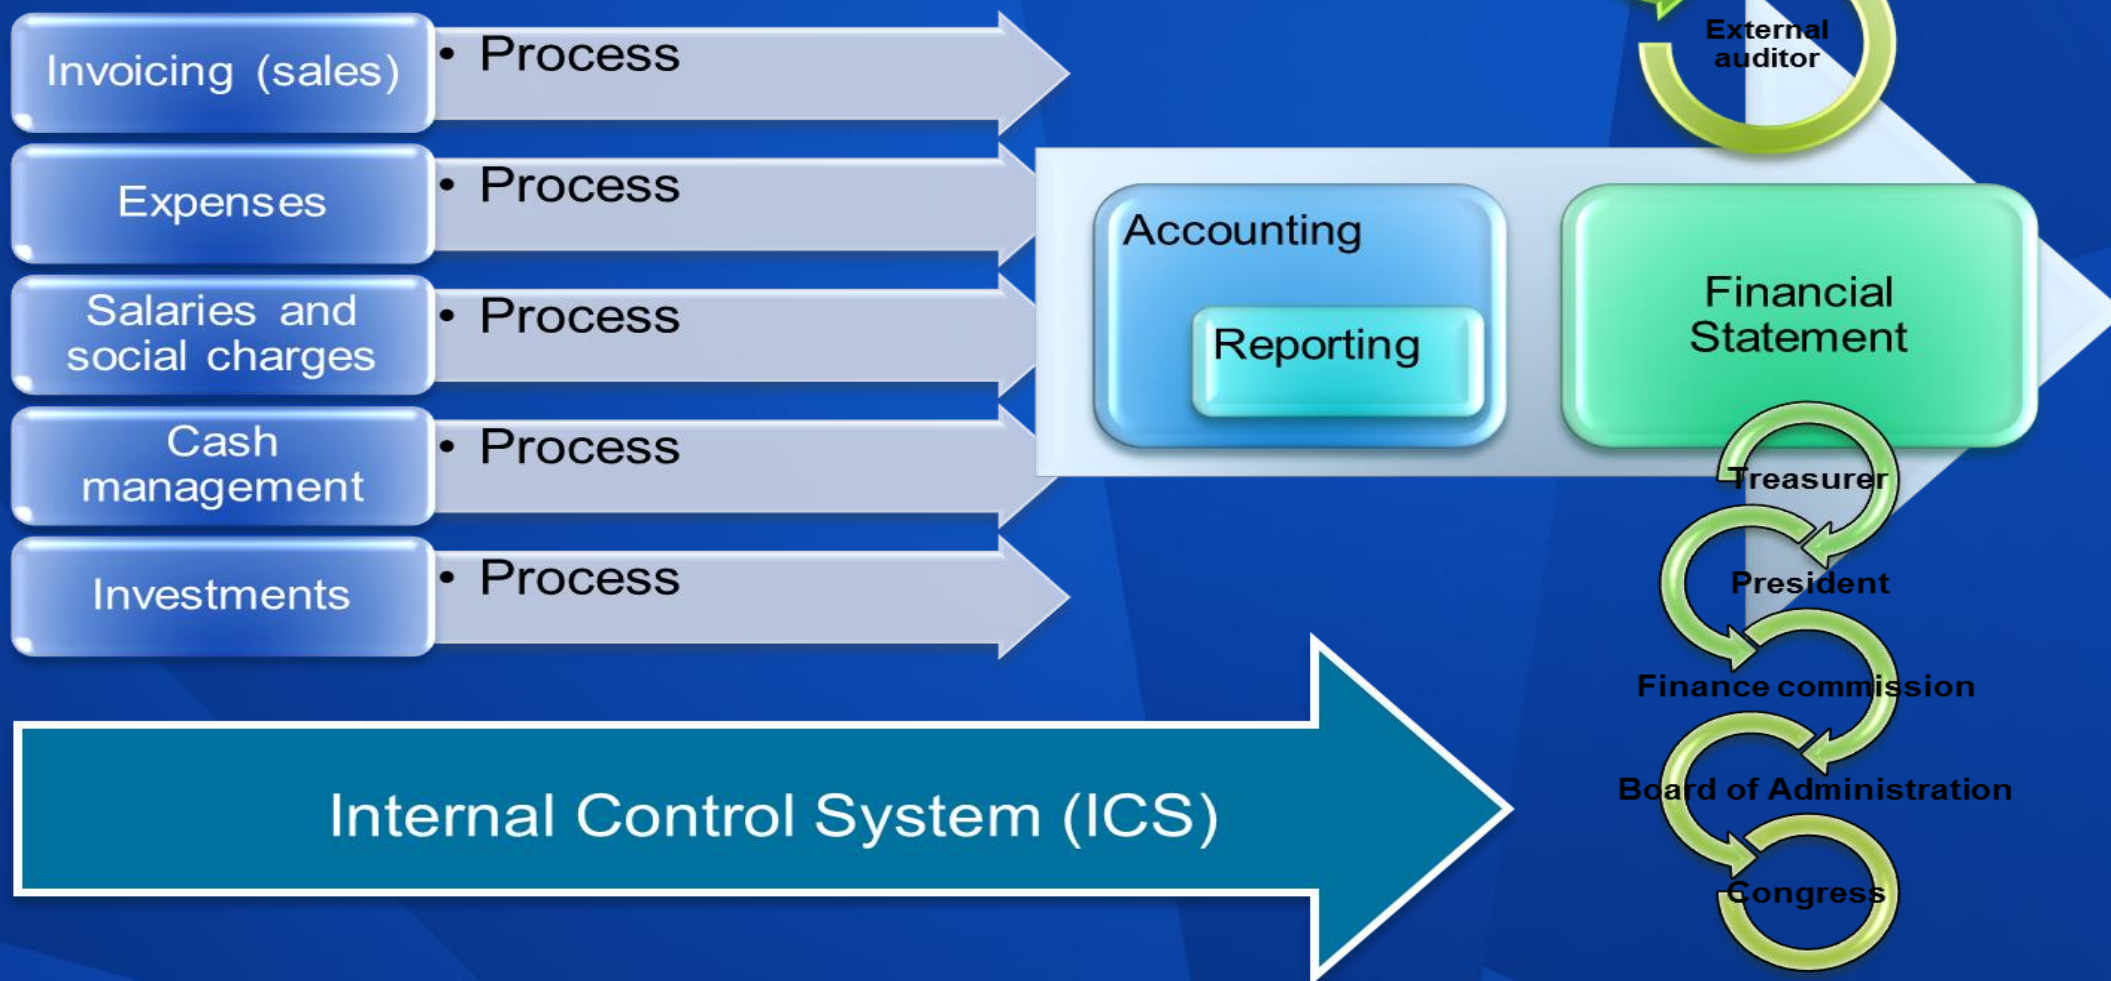 Invoicing (sales)
• Process
Expenses
• Process
Salaries and
social charges
• Process
Cash
management
• Process
Investments
• Process
External
auditor
Accounting
Reporting
Financial
Statement
Treasurer
President
Finance commission
Board of Administration
Congress
Internal Control System (ICS)